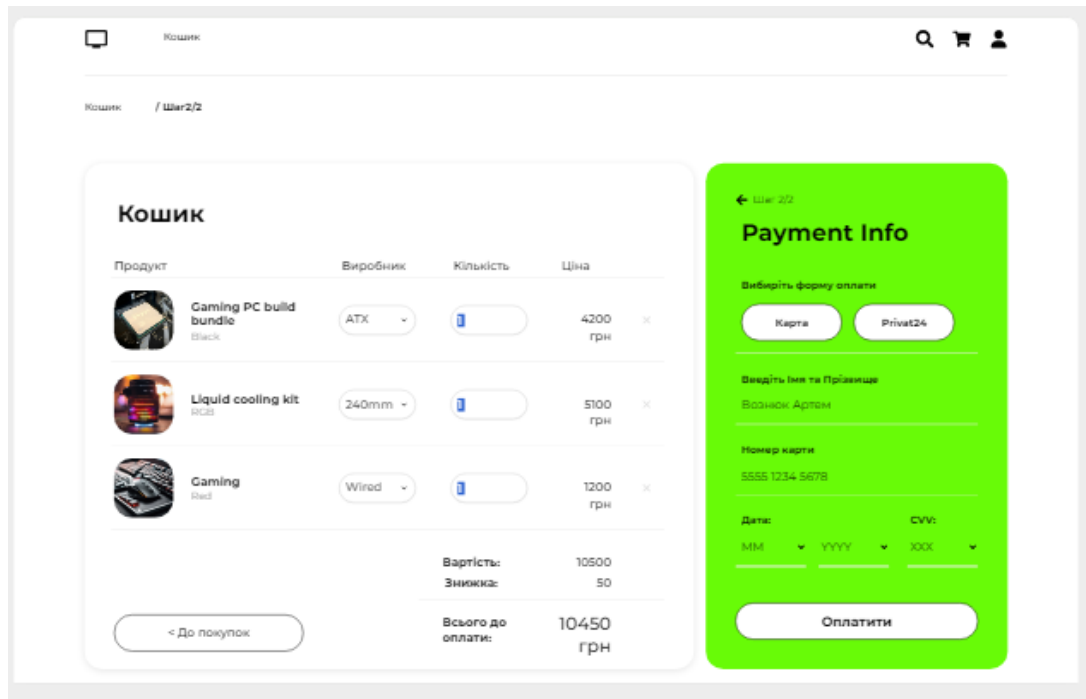 Кошик
Кошик / Шаг2/2
Кошик
Продукт Виробник Кількість Ціна
Gaming PC build
bundle
Black
ATX
4200
грн
Liquid cooling kit
RGB
240mm
5100
грн
Gaming
Red
Wired
1200
грн
Вартість: 10500
Знижка: 50
Всього до
оплати:
10450
грн
< До покупок
Шаг 2/2
Payment Info
Вибиріть форму оплати
Карта Privat24
Введіть Імя та Прізвище
Вознюк Артем
Номер карти
5555 1234 5678
Дата: CVV:
MM YYYY XXX
Оплатити